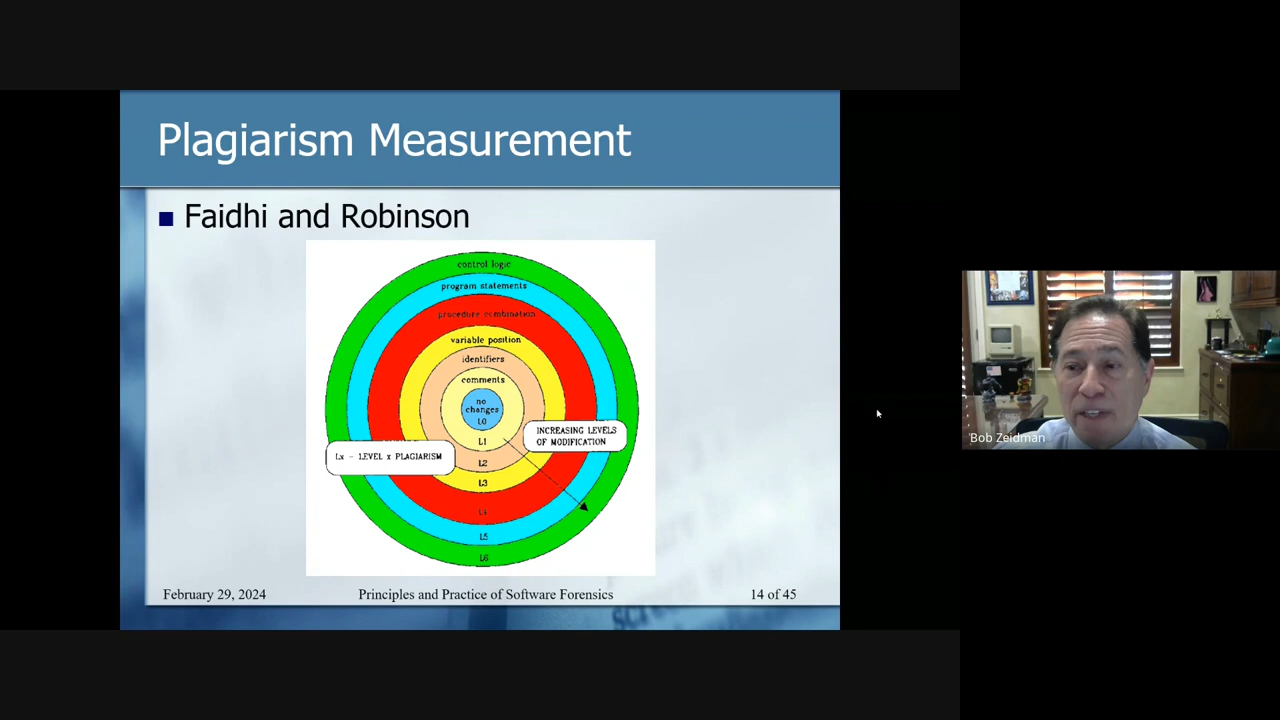 Plagiarism Measurement
Faidhi and Robinson
control logic
program statements
procedure combination
variable position
identifiers
comments
no
changes
L0
L1
L2
L3
L4
L5
L6
INCREASING LEVELS
OF MODIFICATION
Lx - LEVEL x PLAGIARISM
February 29, 2024
Principles and Practice of Software Forensics
14 of 45
Bob Zeidman